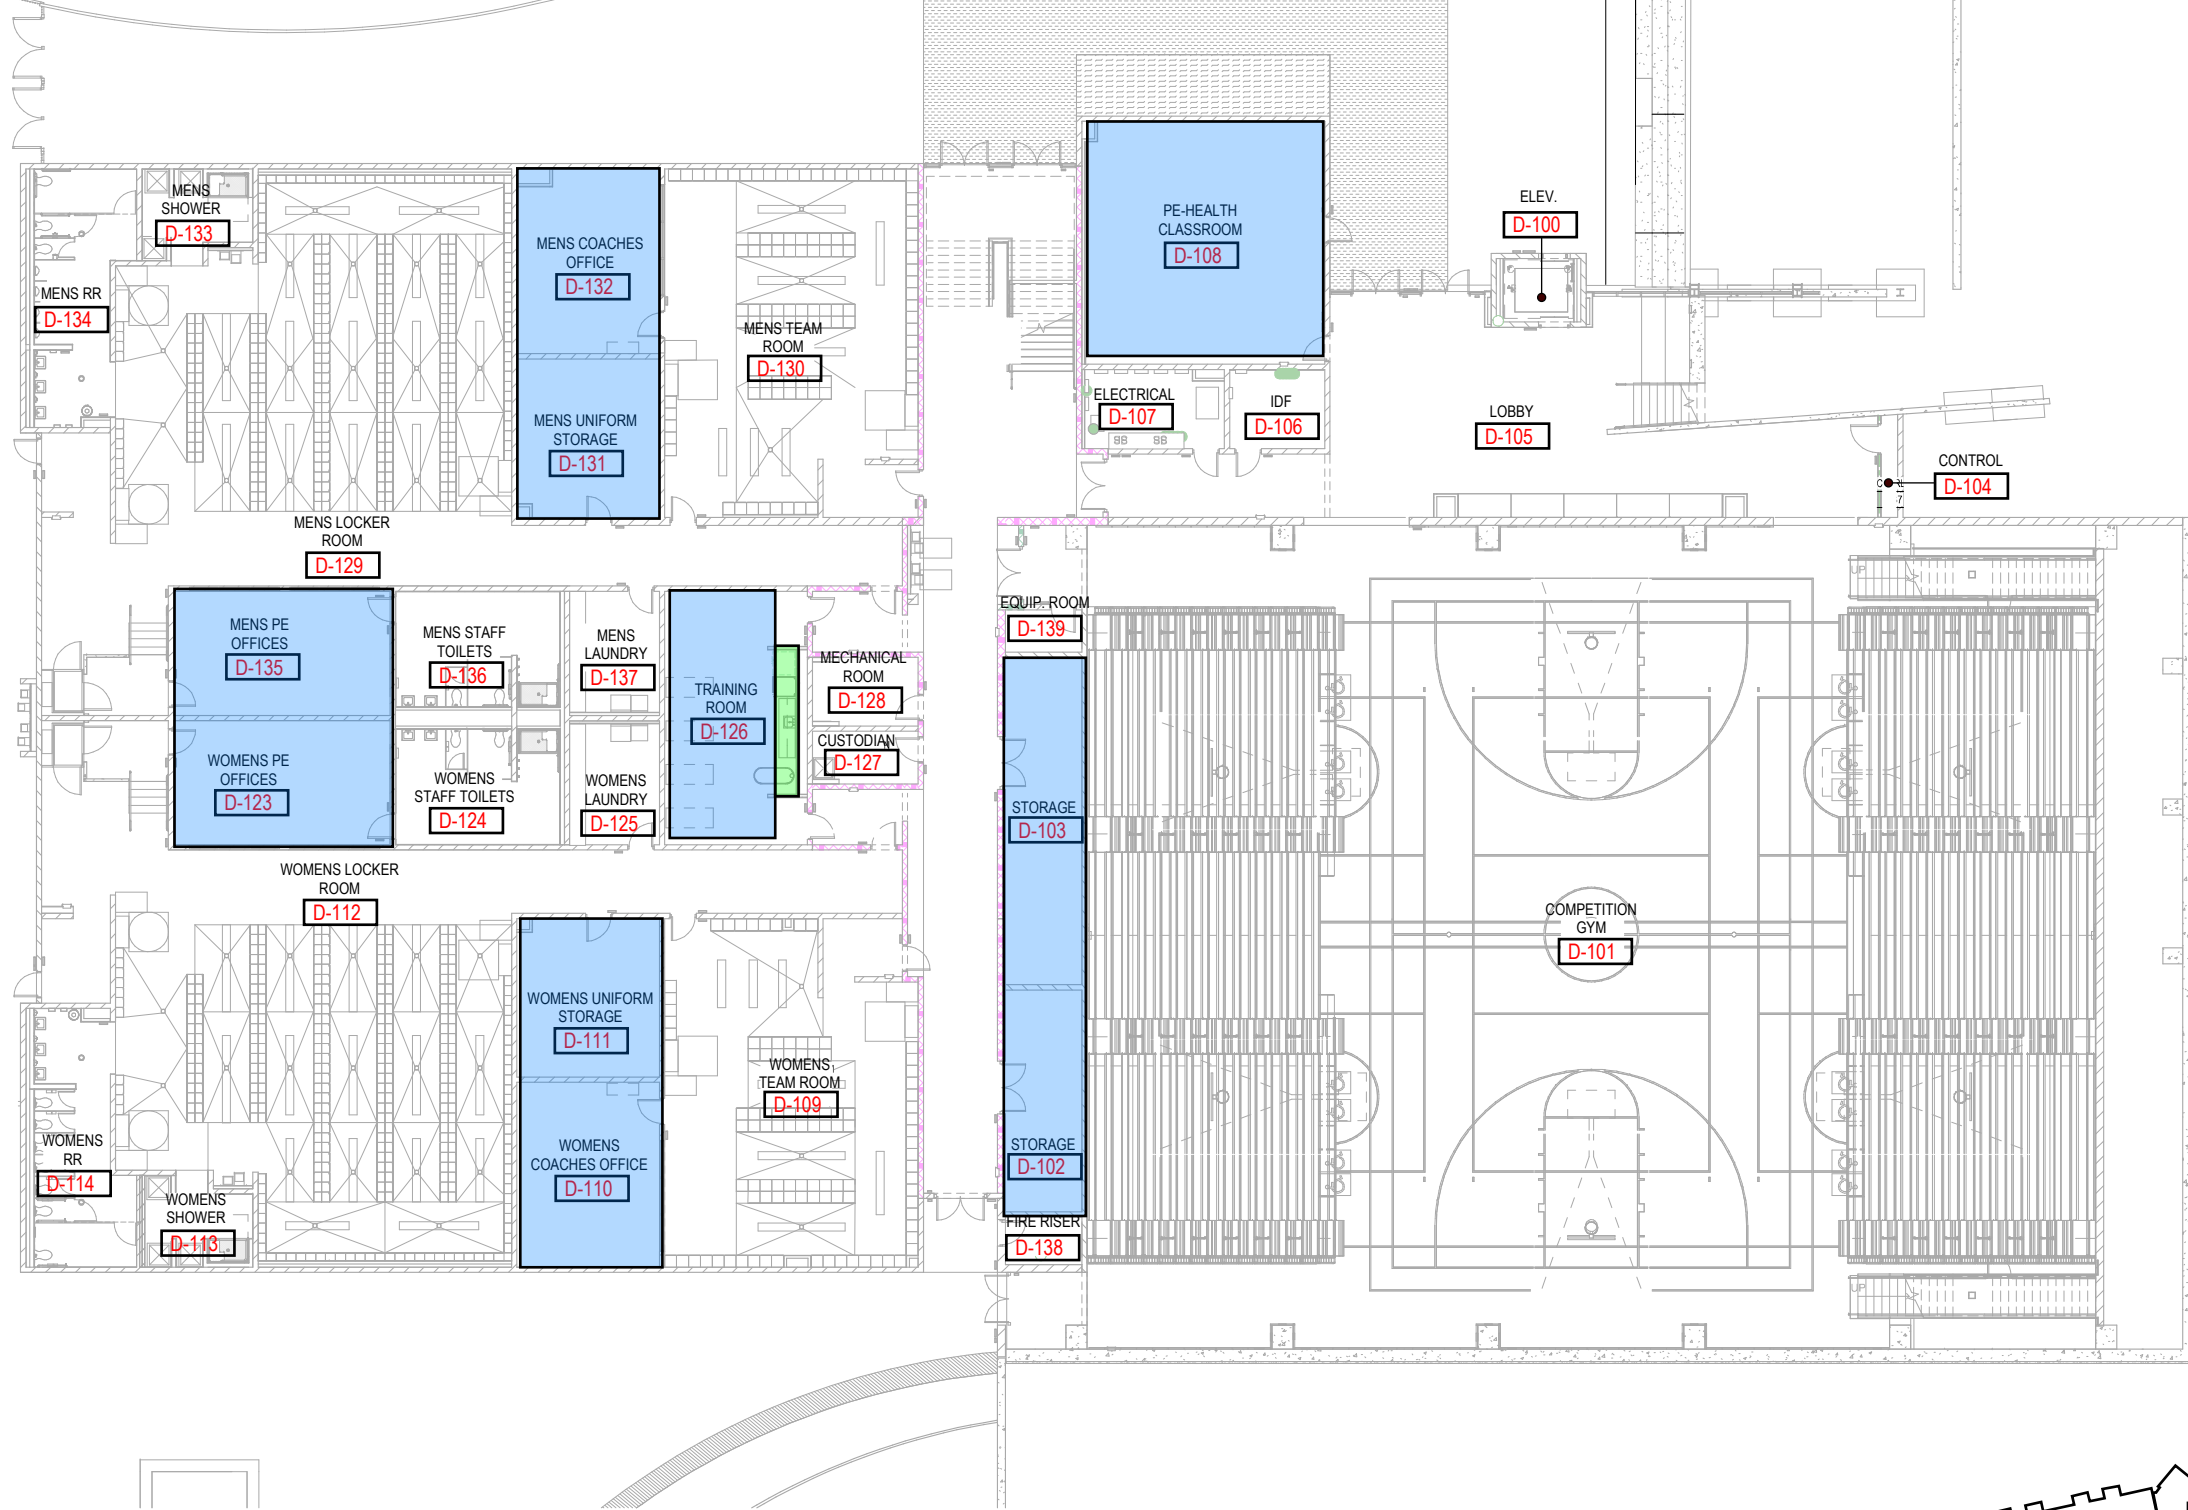 MENS
SHOWER
D-133
MENS RR
D-134
MENS COACHES
OFFICE
D-132
MENS UNIFORM
STORAGE
D-131
MENS TEAM
ROOM
D-130
PE-HEALTH
CLASSROOM
D-108
ELEV.
D-100
ELECTRICAL
D-107
IDF
D-106
LOBBY
D-105
CONTROL
D-104
MENS LOCKER
ROOM
D-129
MENS PE
OFFICES
D-135
MENS STAFF
TOILETS
D-136
MENS
LAUNDRY
D-137
TRAINING
ROOM
D-126
MECHANICAL
ROOM
D-128
CUSTODIAN
D-127
EQUIP. ROOM
D-139
UP
WOMENS PE
OFFICES
D-123
WOMENS
STAFF TOILETS
D-124
WOMENS
LAUNDRY
D-125
STORAGE
D-103
WOMENS LOCKER
ROOM
D-112
COMPETITION
GYM
D-101
WOMENS UNIFORM
STORAGE
D-111
WOMENS
COACHES OFFICE
D-110
WOMENS
TEAM ROOM
D-109
STORAGE
D-102
WOMENS
RR
D-114
WOMENS
SHOWER
D-113
FIRE RISER
D-138
UP